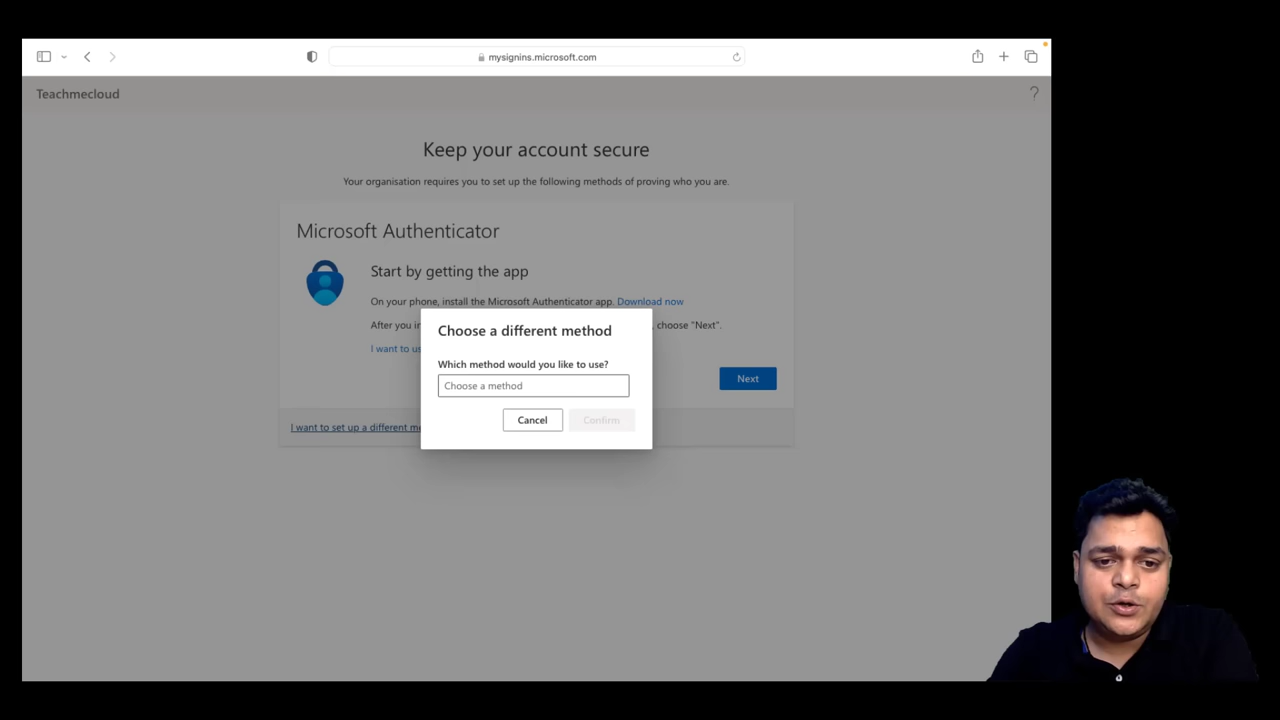 mysignins.microsoft.com
Teachmecloud
?
Keep your account secure
Your organisation requires you to set up the following methods of proving who you are.
Microsoft Authenticator
Start by getting the app
On your phone, install the Microsoft Authenticator app. Download now
After you in
, choose "Next".
I want to us
Choose a different method
Which method would you like to use?
Choose a method
Cancel
Confirm
Next
I want to set up a different me